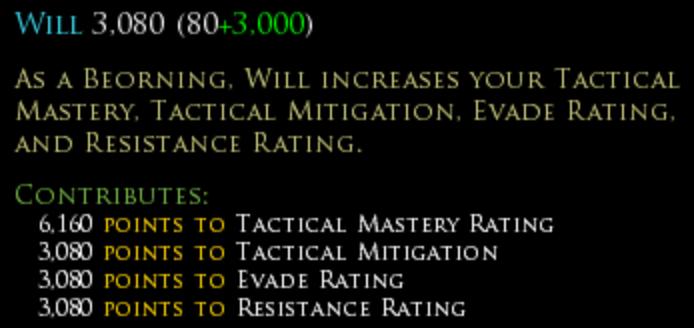 Will 3,080 (80+3,000)
As a Beorning, Will increases your Tactical
Mastery, Tactical Mitigation, Evade Rating,
and Resistance Rating.
Contributes:
6,160 points to Tactical Mastery Rating
3,080 points to Tactical Mitigation
3,080 points to Evade Rating
3,080 points to Resistance Rating